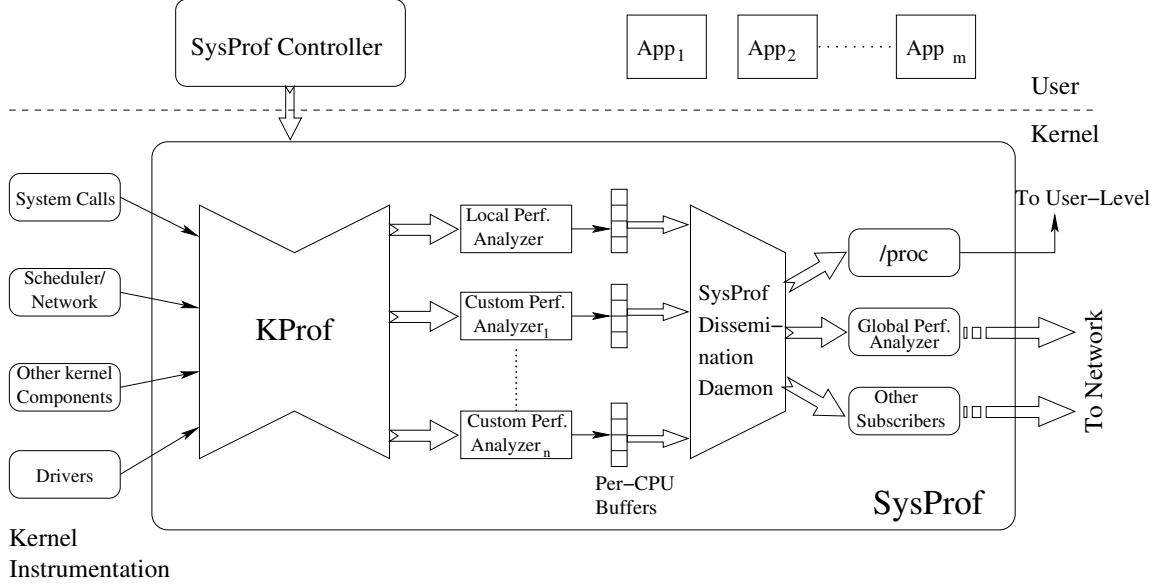 SysProf Controller
App1
App2
App m
User
Kernel
System Calls
Scheduler/
Network
Other kernel
Components
Drivers
Kernel
Instrumentation
KProf
Local Perf.
Analyzer
Custom Perf.
Analyzer1
Custom Perf.
Analyzer n
Per−CPU
Buffers
SysProf
Dissemi−
nation
Daemon
/proc
Global Perf.
Analyzer
Other
Subscribers
To User−Level
To Network
SysProf